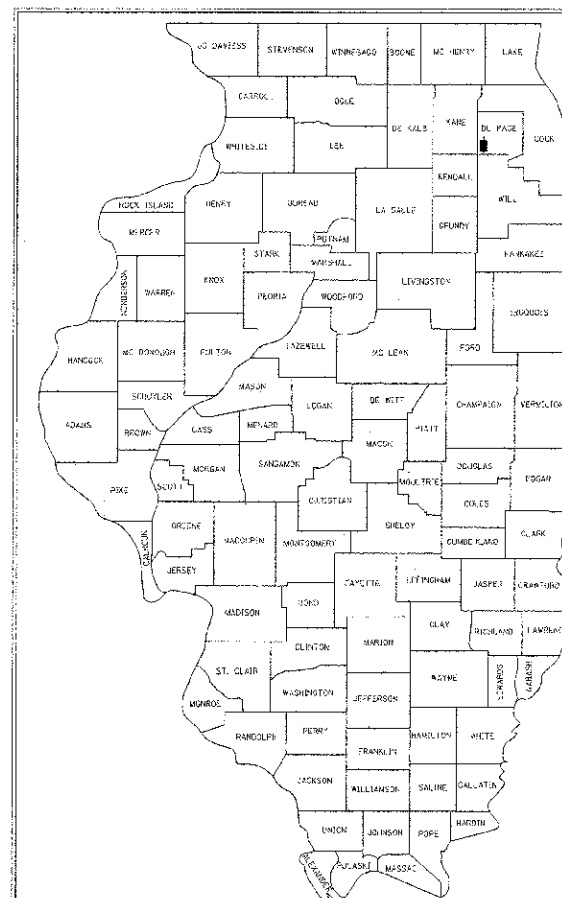 JO DAVIESS STEVENSON WINNEBAGO BOONE MC HENRY LAKE
CARROLL OGLE DE KALB KANE DU PAGE COOK
WHITESIDE LEE KENDALL WILL
ROCK ISLAND HENRY BUREAU LA SALLE GRUNDY
MERCER PUTNAM KANKAKEE
STARK MARSHALL
HENDERSON WARREN KNOX PEORIA WOODFORD LIVINGSTON IROQUOIS
HANCOCK MC DONOUGH FULTON TAZEWELL MC LEAN FORD
MASON
SCHUYLER LOGAN DE WITT CHAMPAIGN VERMILION
ADAMS BROWN CASS MENARD MACON PIATT
MORGAN SANGAMON DOUGLAS EDGAR
PIKE SCOTT CHRISTIAN MOULTRIE COLES
GREENE SHELBY
CALHOUN MACOUPIN MONTGOMERY CUMBERLAND CLARK
JERSEY FAYETTE EFFINGHAM JASPER CRAWFORD
MADISON BOND
CLAY RICHLAND LAWRENCE
CLINTON MARION
ST. CLAIR WAYNE EDWARDS WABASH
WASHINGTON JEFFERSON
MONROE
RANDOLPH PERRY HAMILTON WHITE
FRANKLIN
JACKSON WILLIAMSON SALINE GALLATEN
UNION JOHNSON POPE HARDIN
ALEXANDER PULASKI MASSAC